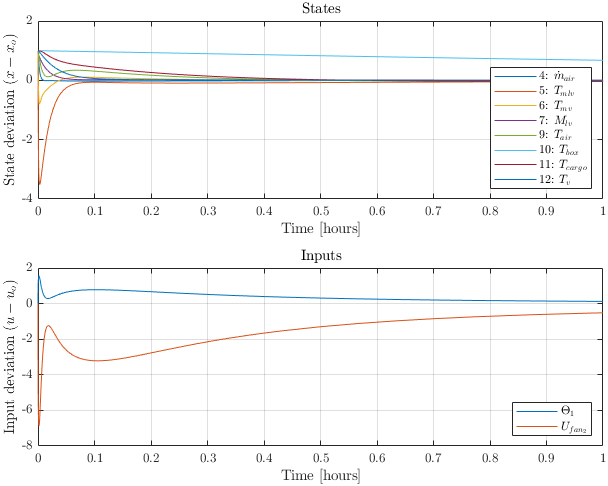 States
2
0
-2
-4
State deviation (x − x_o)
4: ṁ_air
5: T_mlv
6: T_mv
7: M_lv
9: T_air
10: T_box
11: T_cargo
12: T_v
0 0.1 0.2 0.3 0.4 0.5 0.6 0.7 0.8 0.9 1
Time [hours]
Inputs
2
0
-2
-4
-6
-8
Input deviation (u − u_o)
Θ_1
U_fan_2
0 0.1 0.2 0.3 0.4 0.5 0.6 0.7 0.8 0.9 1
Time [hours]